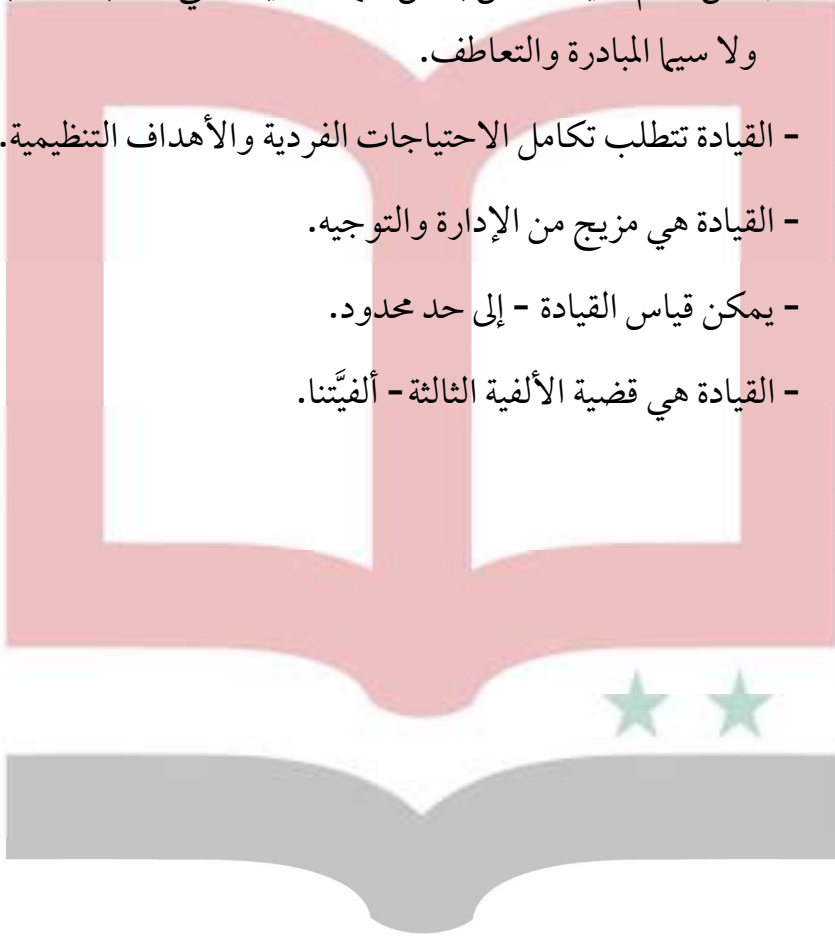 ولا سيما المبادرة والتعاطف.
- القيادة تتطلب تكامل الاحتياجات الفردية والأهداف التنظيمية.
- القيادة هي مزيج من الإدارة والتوجيه.
- يمكن قياس القيادة - إلى حد محدود.
- القيادة هي قضية الألفية الثالثة - ألفيَّتنا.